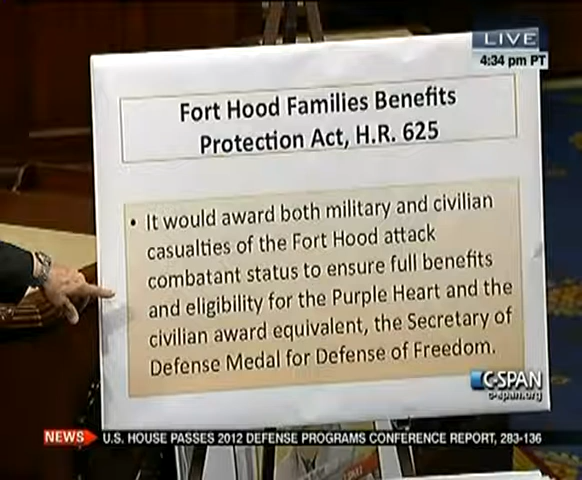 LIVE
4:34 pm PT
Fort Hood Families Benefits
Protection Act, H.R. 625
• It would award both military and civilian
casualties of the Fort Hood attack
combatant status to ensure full benefits
and eligibility for the Purple Heart and the
civilian award equivalent, the Secretary of
Defense Medal for Defense of Freedom.
C-SPAN
c-span.org
NEWS U.S. HOUSE PASSES 2012 DEFENSE PROGRAMS CONFERENCE REPORT, 283-136